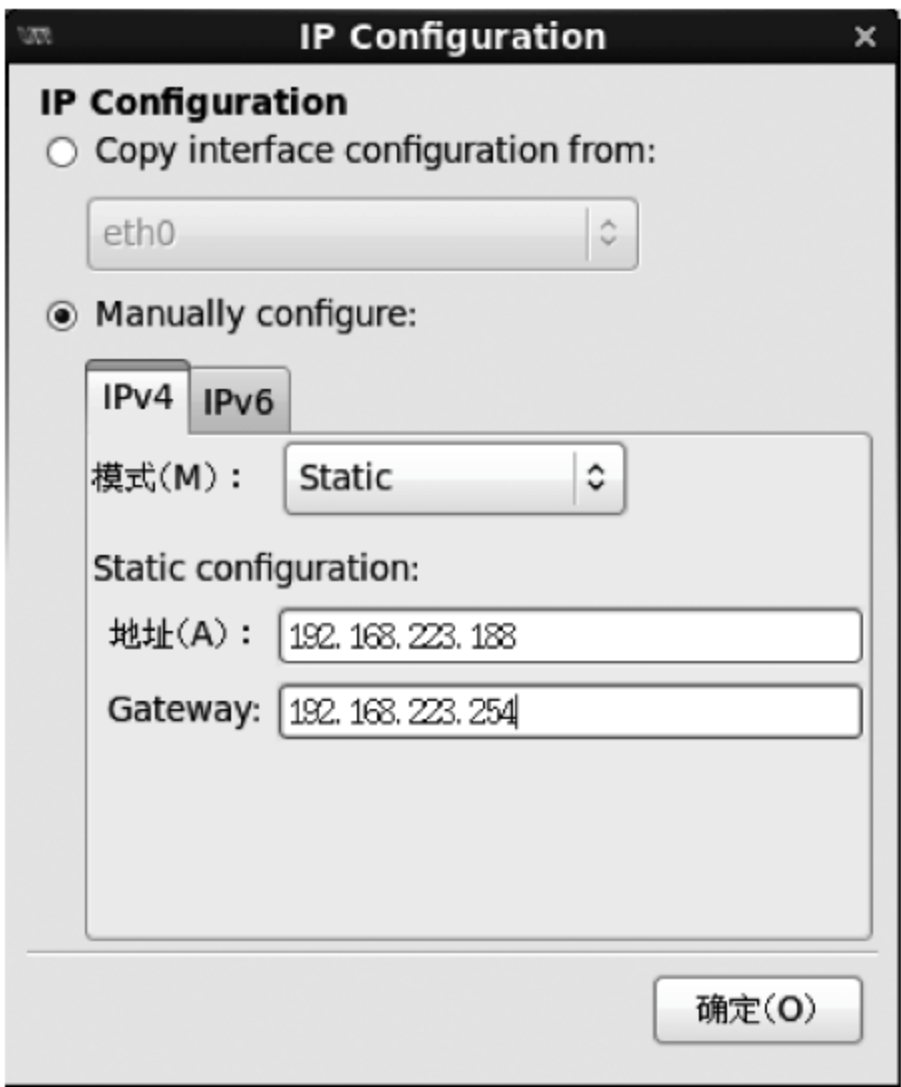 IP Configuration
IP Configuration
Copy interface configuration from:
eth0
Manually configure:
IPv4 IPv6
模式(M)： Static
Static configuration:
地址(A)： 192.168.223.188
Gateway: 192.168.223.254
确定(O)